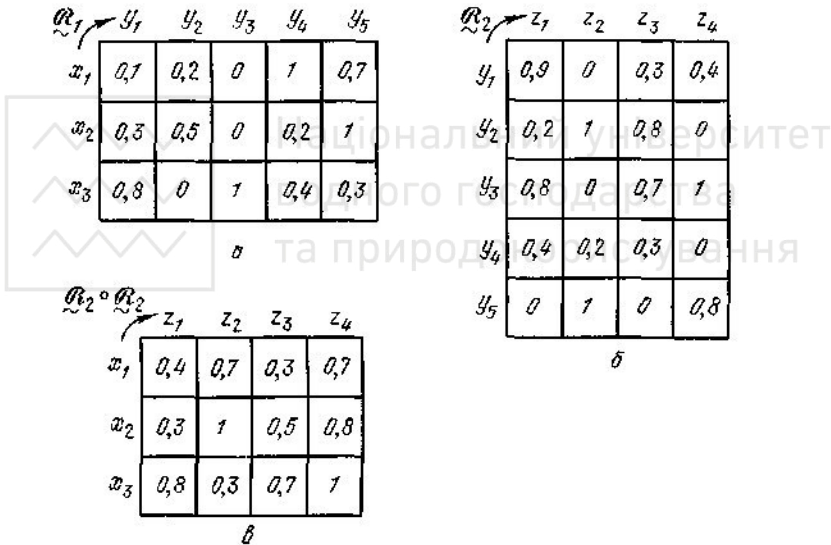 R₁ y₁ y₂ y₃ y₄ y₅
x₁ 0,1 0,2 0 1 0,7
x₂ 0,3 0,5 0 0,2 1
x₃ 0,8 0 1 0,4 0,3
а
R₂ z₁ z₂ z₃ z₄
y₁ 0,9 0 0,3 0,4
y₂ 0,2 1 0,8 0
y₃ 0,8 0 0,7 1
y₄ 0,4 0,2 0,3 0
y₅ 0 1 0 0,8
б
R₂ ∘ R₂ z₁ z₂ z₃ z₄
x₁ 0,4 0,7 0,3 0,7
x₂ 0,3 1 0,5 0,8
x₃ 0,8 0,3 0,7 1
в
Національний університет
водного господарства
та природокористування